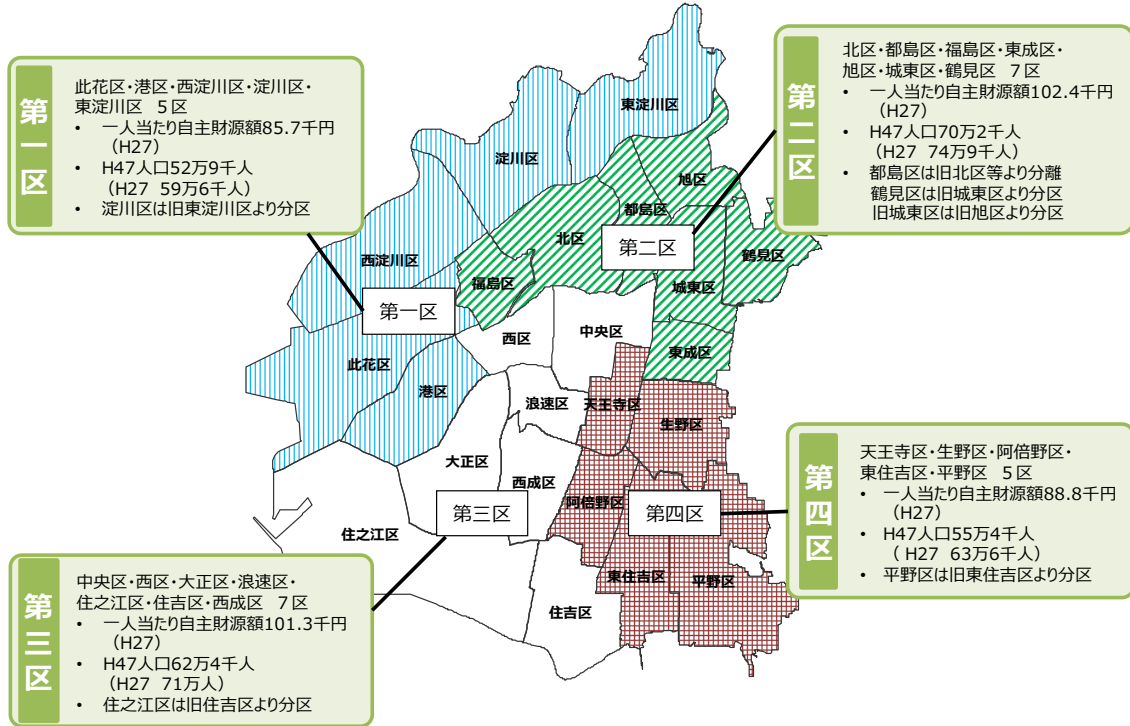 第一区
此花区・港区・西淀川区・淀川区・
東淀川区 5区
• 一人当たり自主財源額85.7千円
（H27）
• H47人口52万9千人
（H27 59万6千人）
• 淀川区は旧東淀川区より分区
第二区
北区・都島区・福島区・東成区・
旭区・城東区・鶴見区 7区
• 一人当たり自主財源額102.4千円
（H27）
• H47人口70万2千人
（H27 74万9千人）
• 都島区は旧北区等より分離
鶴見区は旧城東区より分区
旧城東区は旧旭区より分区
東淀川区
淀川区
旭区
都島区
北区
第二区
鶴見区
西淀川区
福島区
城東区
第一区
西区
中央区
東成区
此花区
港区
浪速区
天王寺区
生野区
大正区
西成区
阿倍野区
第三区
第四区
住之江区
東住吉区
平野区
住吉区
第三区
中央区・西区・大正区・浪速区・
住之江区・住吉区・西成区 7区
• 一人当たり自主財源額101.3千円
（H27）
• H47人口62万4千人
（H27 71万人）
• 住之江区は旧住吉区より分区
第四区
天王寺区・生野区・阿倍野区・
東住吉区・平野区 5区
• 一人当たり自主財源額88.8千円
（H27）
• H47人口55万4千人
（ H27 63万6千人）
• 平野区は旧東住吉区より分区